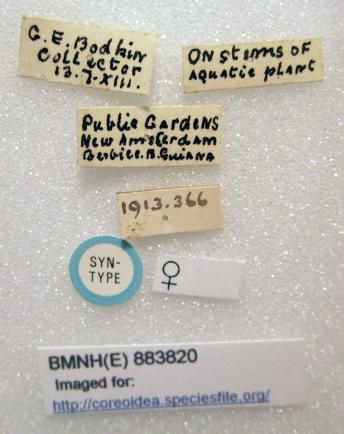 G. E. Bodkin
Collector
13.7.XIII.
On stems of
aquatic plant
Public Gardens
New Amsterdam
Berbice. B. Guiana
1913.366
SYN-
TYPE
♀
BMNH(E) 883820
Imaged for:
http://coreoidea.speciesfile.org/